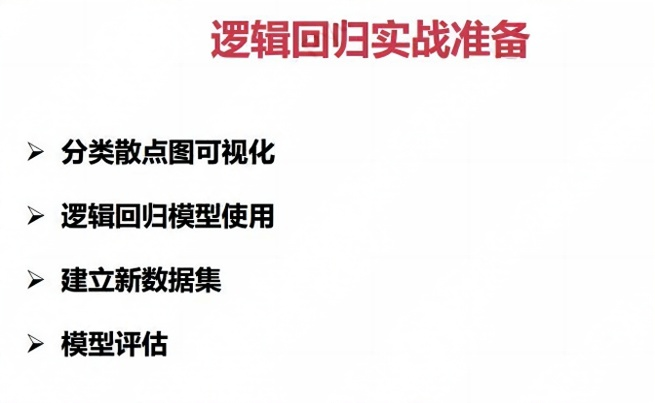 逻辑回归实战准备
➢ 分类散点图可视化
➢ 逻辑回归模型使用
➢ 建立新数据集
➢ 模型评估